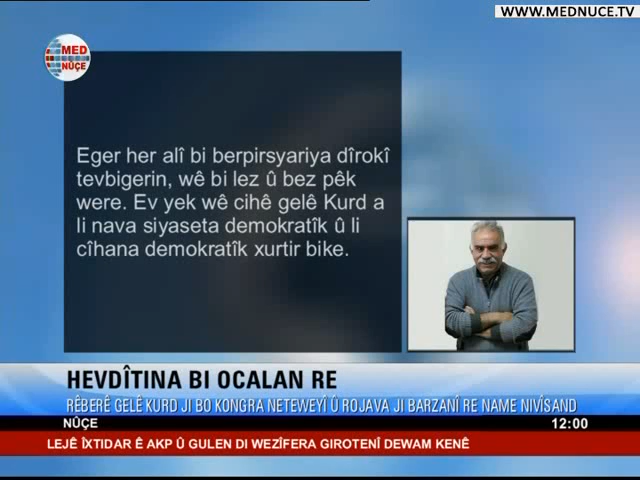 WWW.MEDNUCE.TV
MED
NÛÇE
Eger her alî bi berpirsyariya dîrokî
tevbigerin, wê bi lez û bez pêk
were. Ev yek wê cihê gelê Kurd a
li nava siyaseta demokratîk û li
cîhana demokratîk xurtir bike.
HEVDÎTINA BI OCALAN RE
RÊBERÊ GELÊ KURD JI BO KONGRA NETEWEYÎ Û ROJAVA JI BARZANÎ RE NAME NIVÎSAND
NÛÇE
12:00
LEJÊ ÎXTIDAR Ê AKP Û GULEN DI WEZÎFERA GIROTENÎ DEWAM KENÊ